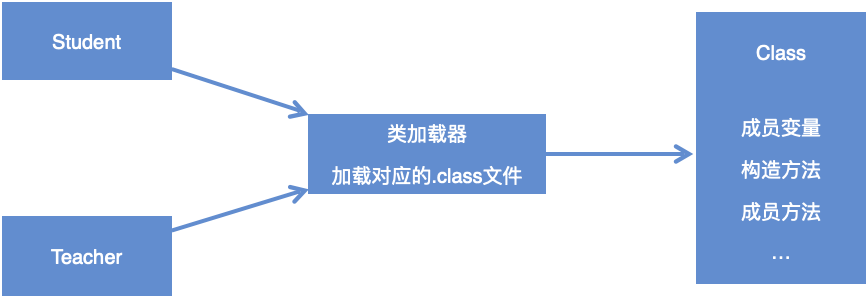 Student
Teacher
类加载器
加载对应的.class文件
Class
成员变量
构造方法
成员方法
...